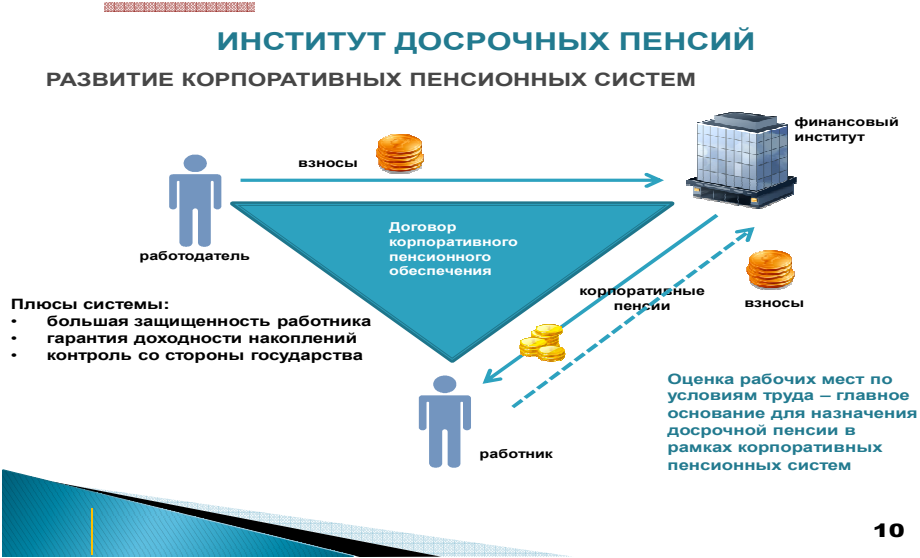 ИНСТИТУТ ДОСРОЧНЫХ ПЕНСИЙ
РАЗВИТИЕ КОРПОРАТИВНЫХ ПЕНСИОННЫХ СИСТЕМ
финансовый
институт
взносы
работодатель
Договор
корпоративного
пенсионного
обеспечения
корпоративные
пенсии
взносы
Плюсы системы:
• большая защищенность работника
• гарантия доходности накоплений
• контроль со стороны государства
работник
Оценка рабочих мест по
условиям труда – главное
основание для назначения
досрочной пенсии в
рамках корпоративных
пенсионных систем
10